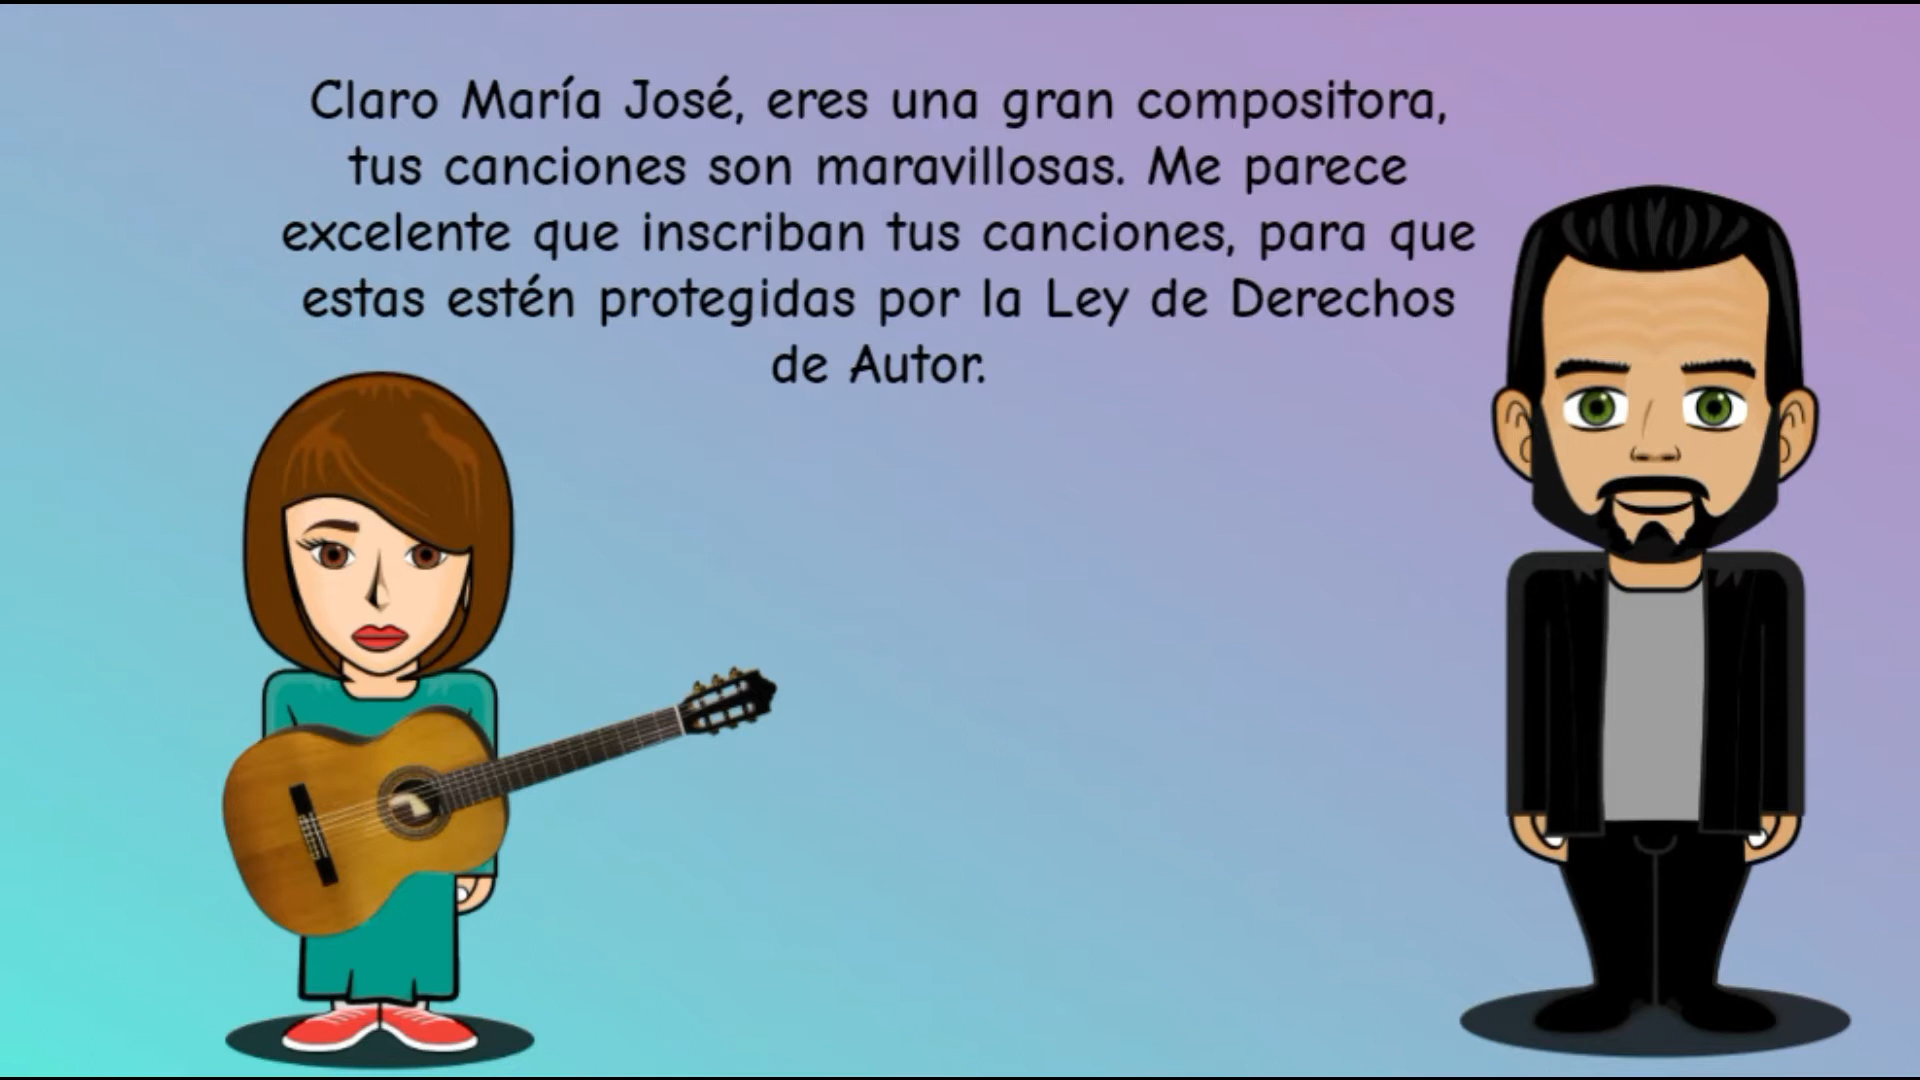 Claro María José, eres una gran compositora,
tus canciones son maravillosas. Me parece
excelente que inscriban tus canciones, para que
estas estén protegidas por la Ley de Derechos
de Autor.